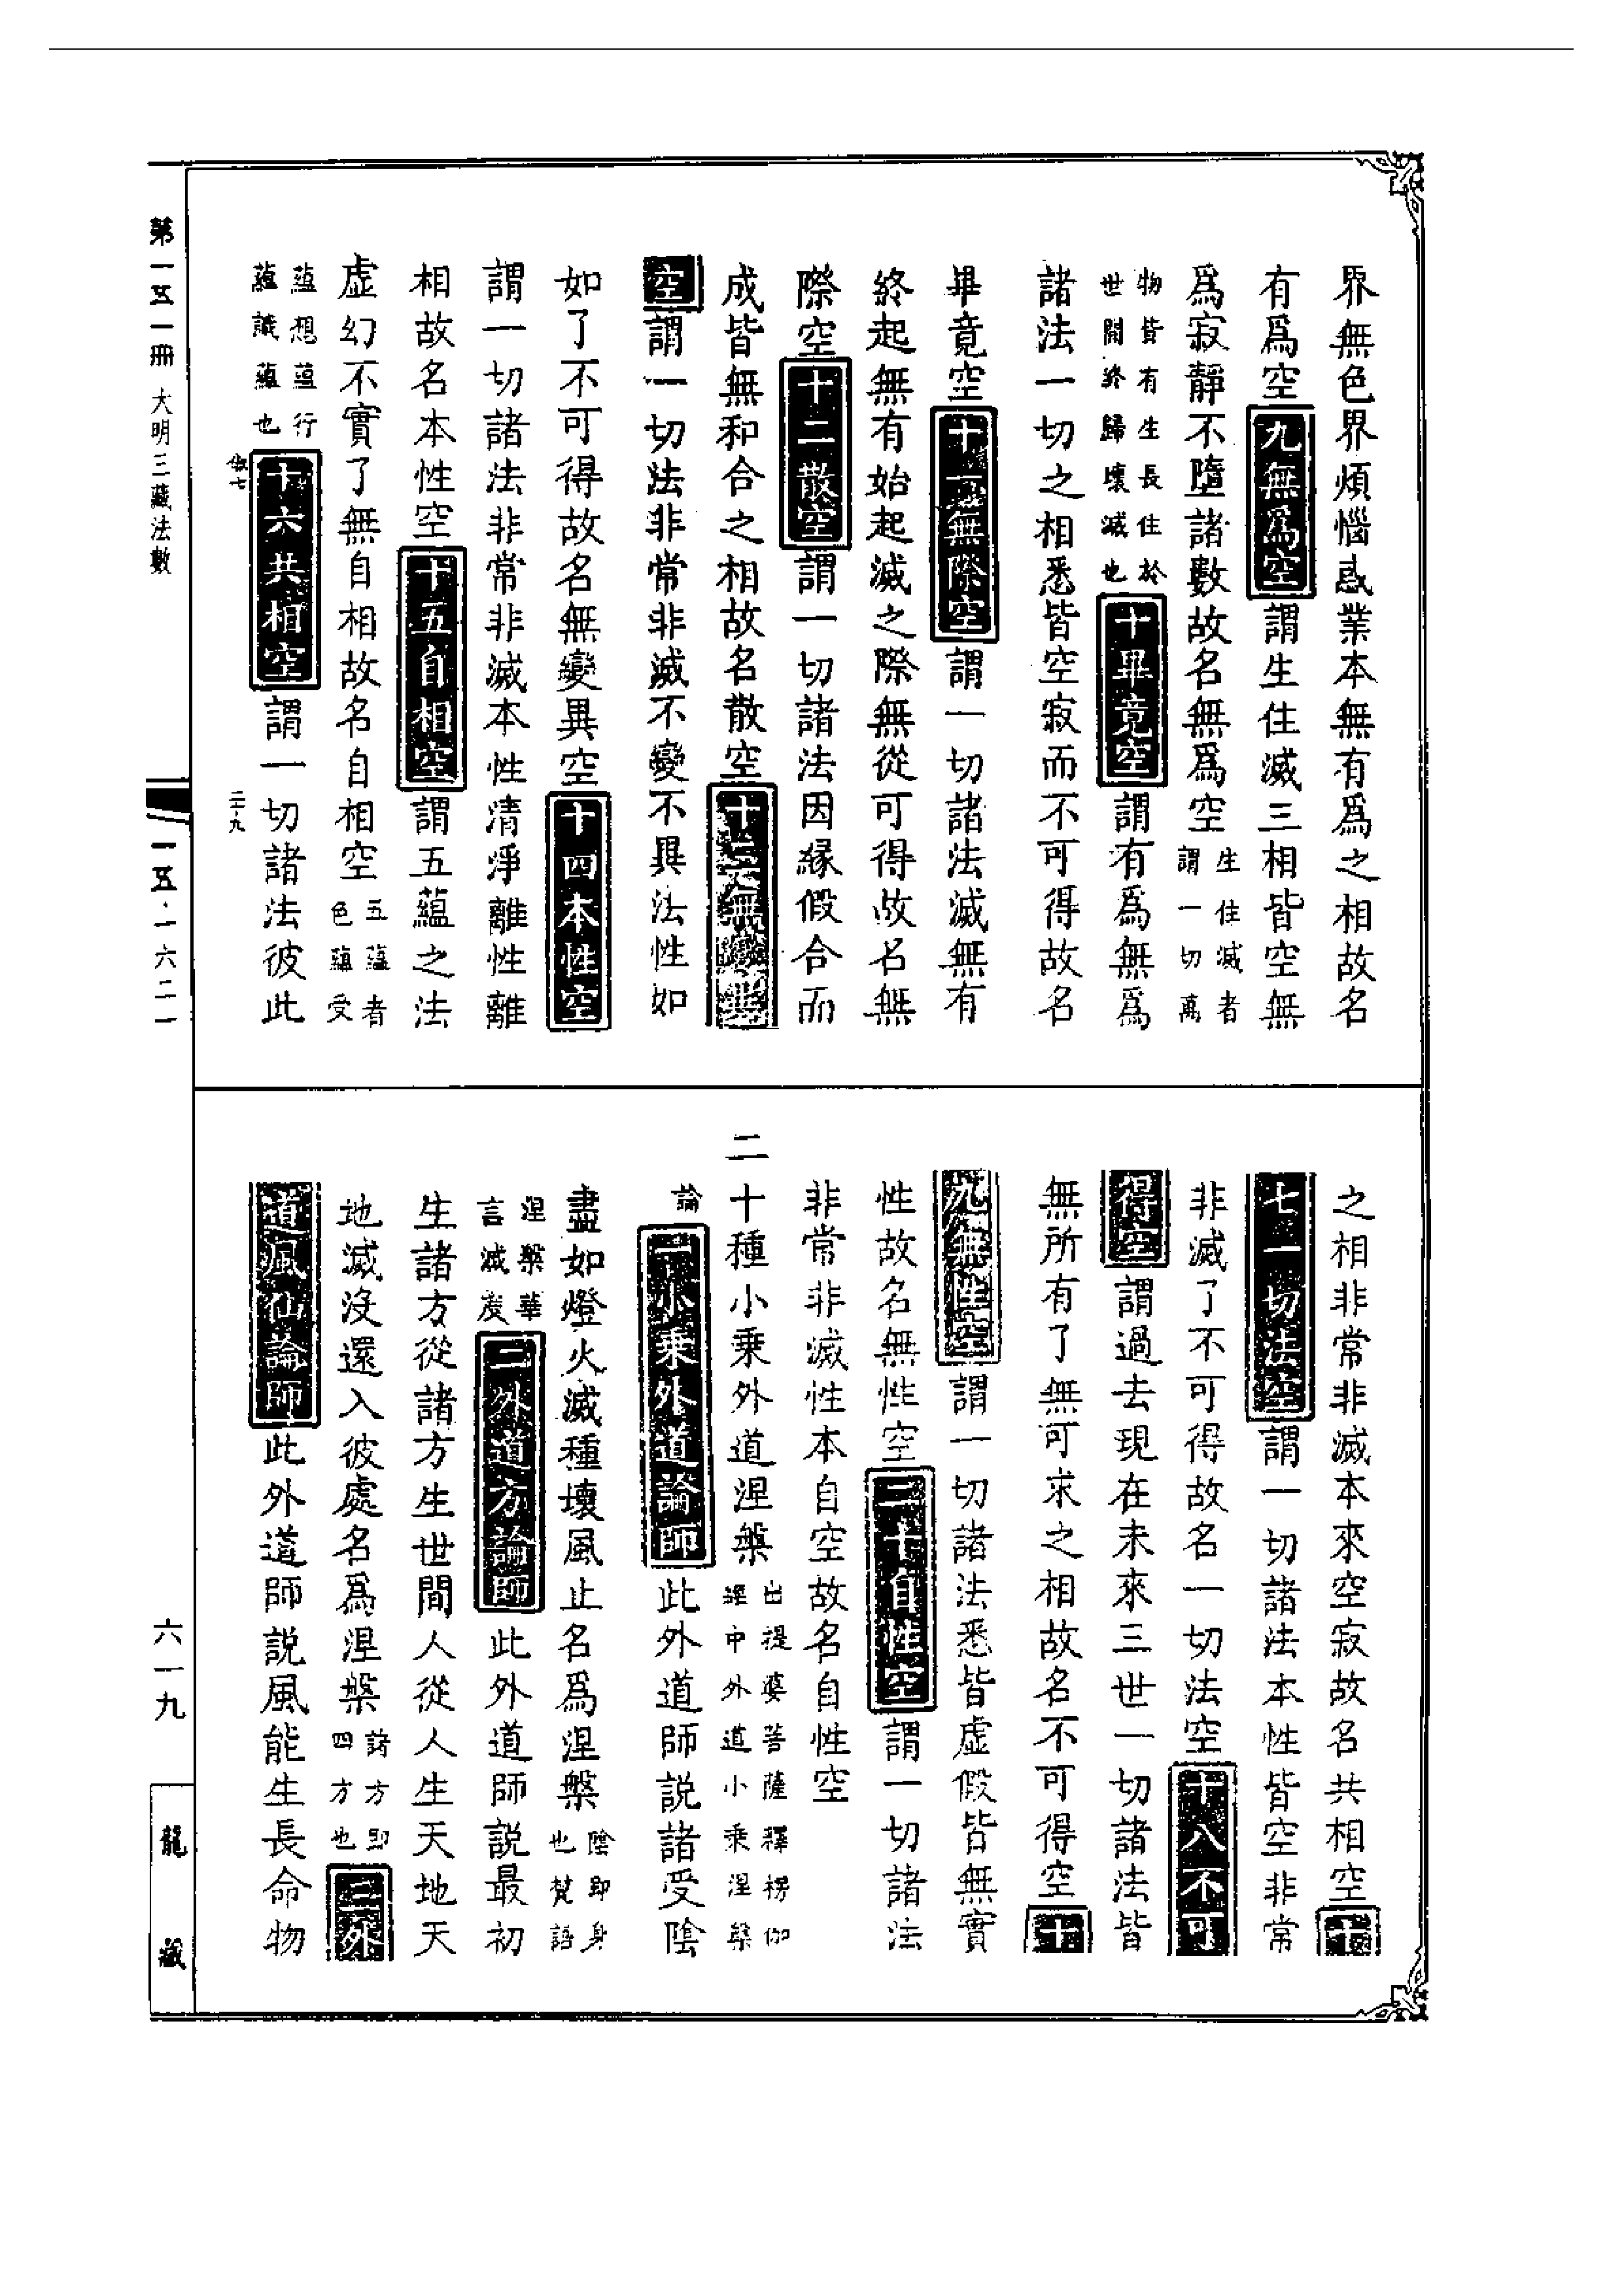 界無色界煩惱惑業本無有爲之相故名
有爲空九無爲空謂生住滅三相皆空無
爲寂靜不墮諸數故名無爲空生住滅者謂一切萬
物皆有生長住於世間終歸壞滅也十畢竟空謂有爲無爲
諸法一切之相悉皆空寂而不可得故名
畢竟空十一無際空謂一切諸法滅無有
終起無有始起滅之際無從可得故名無
際空十二散空謂一切諸法因緣假合而
成皆無和合之相故名散空十三無變異
空謂一切法非常非滅不變不異法性如
如了不可得故名無變異空十四本性空
謂一切諸法非常非滅本性清淨離性離
相故名本性空十五自相空謂五蘊之法
虛幻不實了無自相故名自相空五蘊者色蘊受
蘊想蘊行蘊識蘊也十六共相空謂一切諸法彼此
之相非常非滅本來空寂故名共相空十
七一切法空謂一切諸法本性皆空非常
非滅了不可得故名一切法空十八不可
得空謂過去現在未來三世一切諸法皆
無所有了無可求之相故名不可得空十
九無性空謂一切諸法悉皆虛假皆無實
性故名無性空二十自性空謂一切諸法
非常非滅性本自空故名自性空
二十種小乘外道涅槃出提婆菩薩釋楞伽經中外道小乘涅槃
論一小乘外道論師此外道師説諸受陰
盡如燈火滅種壞風止名爲涅槃陰即身也梵語
涅槃華言滅度二外道方論師此外道師説最初
生諸方從諸方生世間人從人生天地天
地滅沒還入彼處名爲涅槃諸方即四方也三外
道風仙論師此外道師説風能生長命物
第一五一冊 大明三藏法數
二九
一五·一六二一
六一九
龍藏